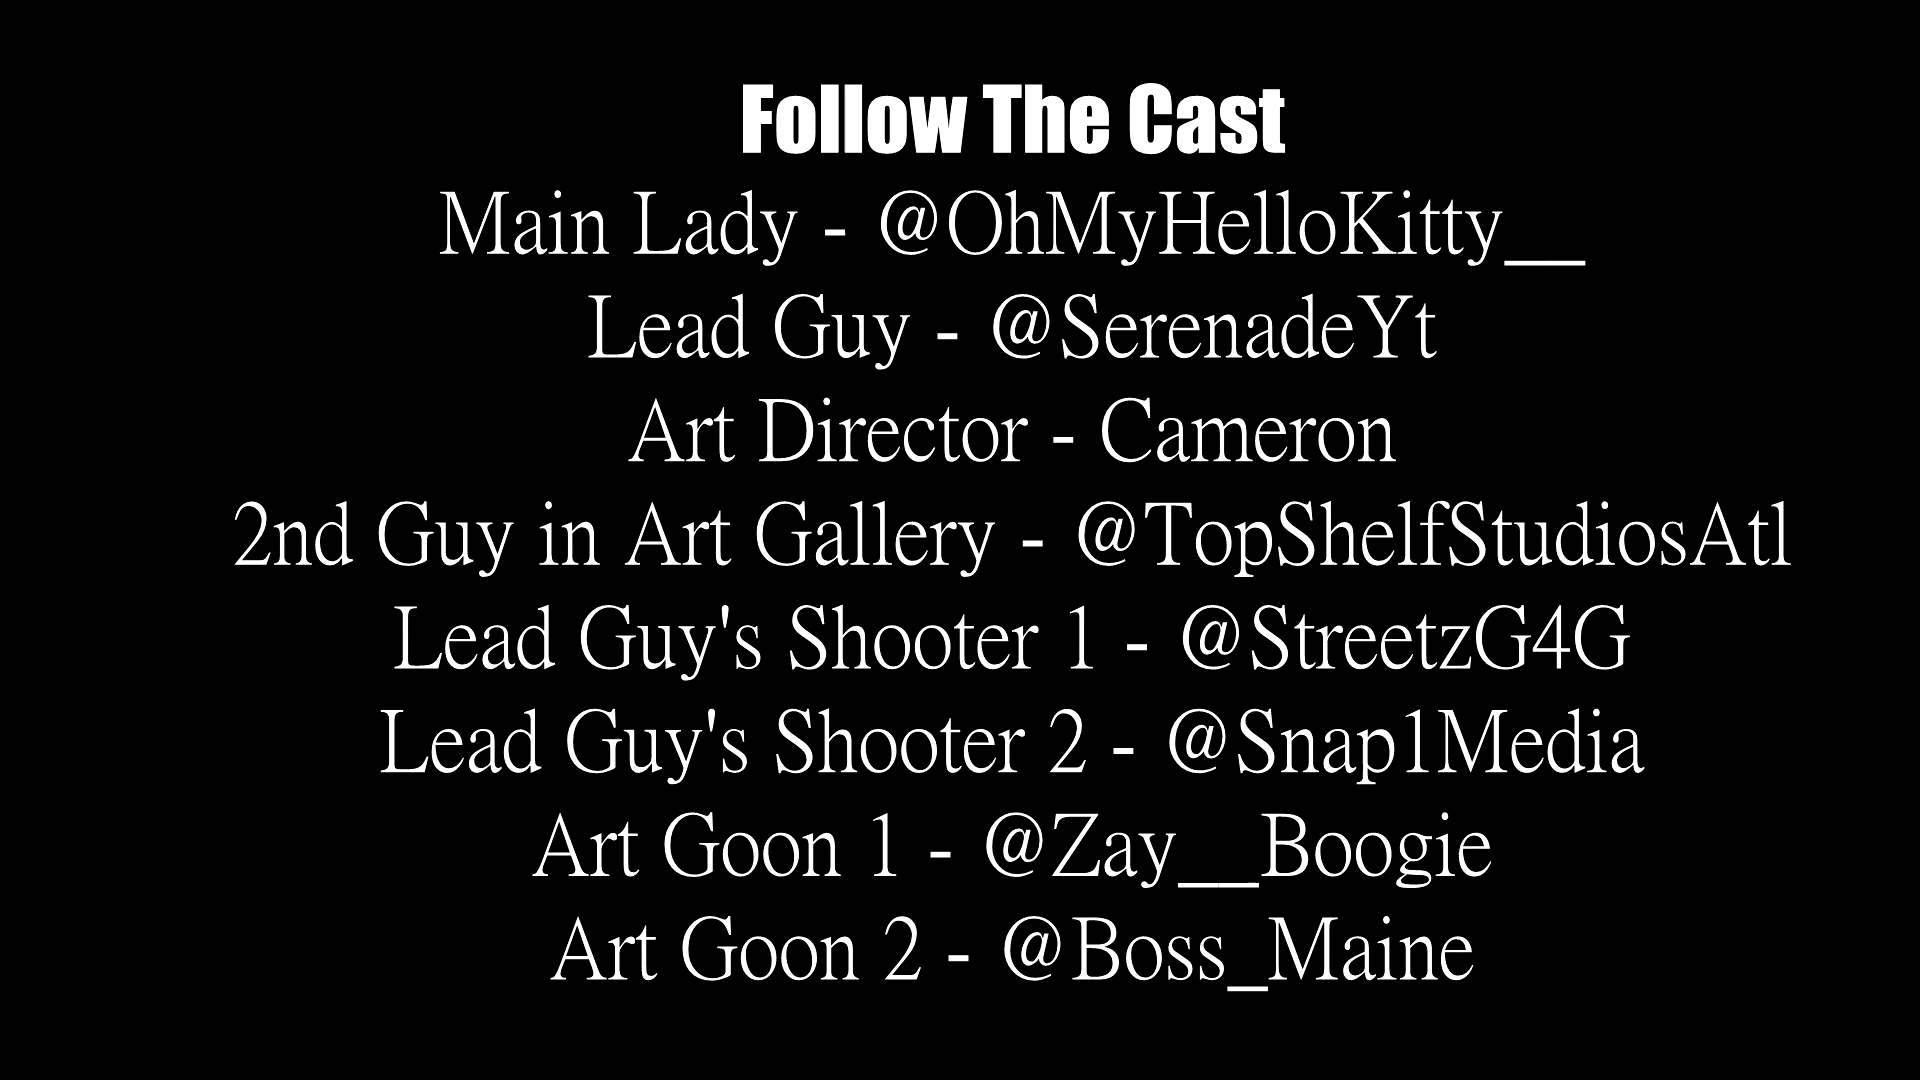 Follow The Cast
Main Lady - @OhMyHelloKitty__
Lead Guy - @SerenadeYt
Art Director - Cameron
2nd Guy in Art Gallery - @TopShelfStudiosAtl
Lead Guy's Shooter 1 - @StreetzG4G
Lead Guy's Shooter 2 - @Snap1Media
Art Goon 1 - @Zay__Boogie
Art Goon 2 - @Boss_Maine